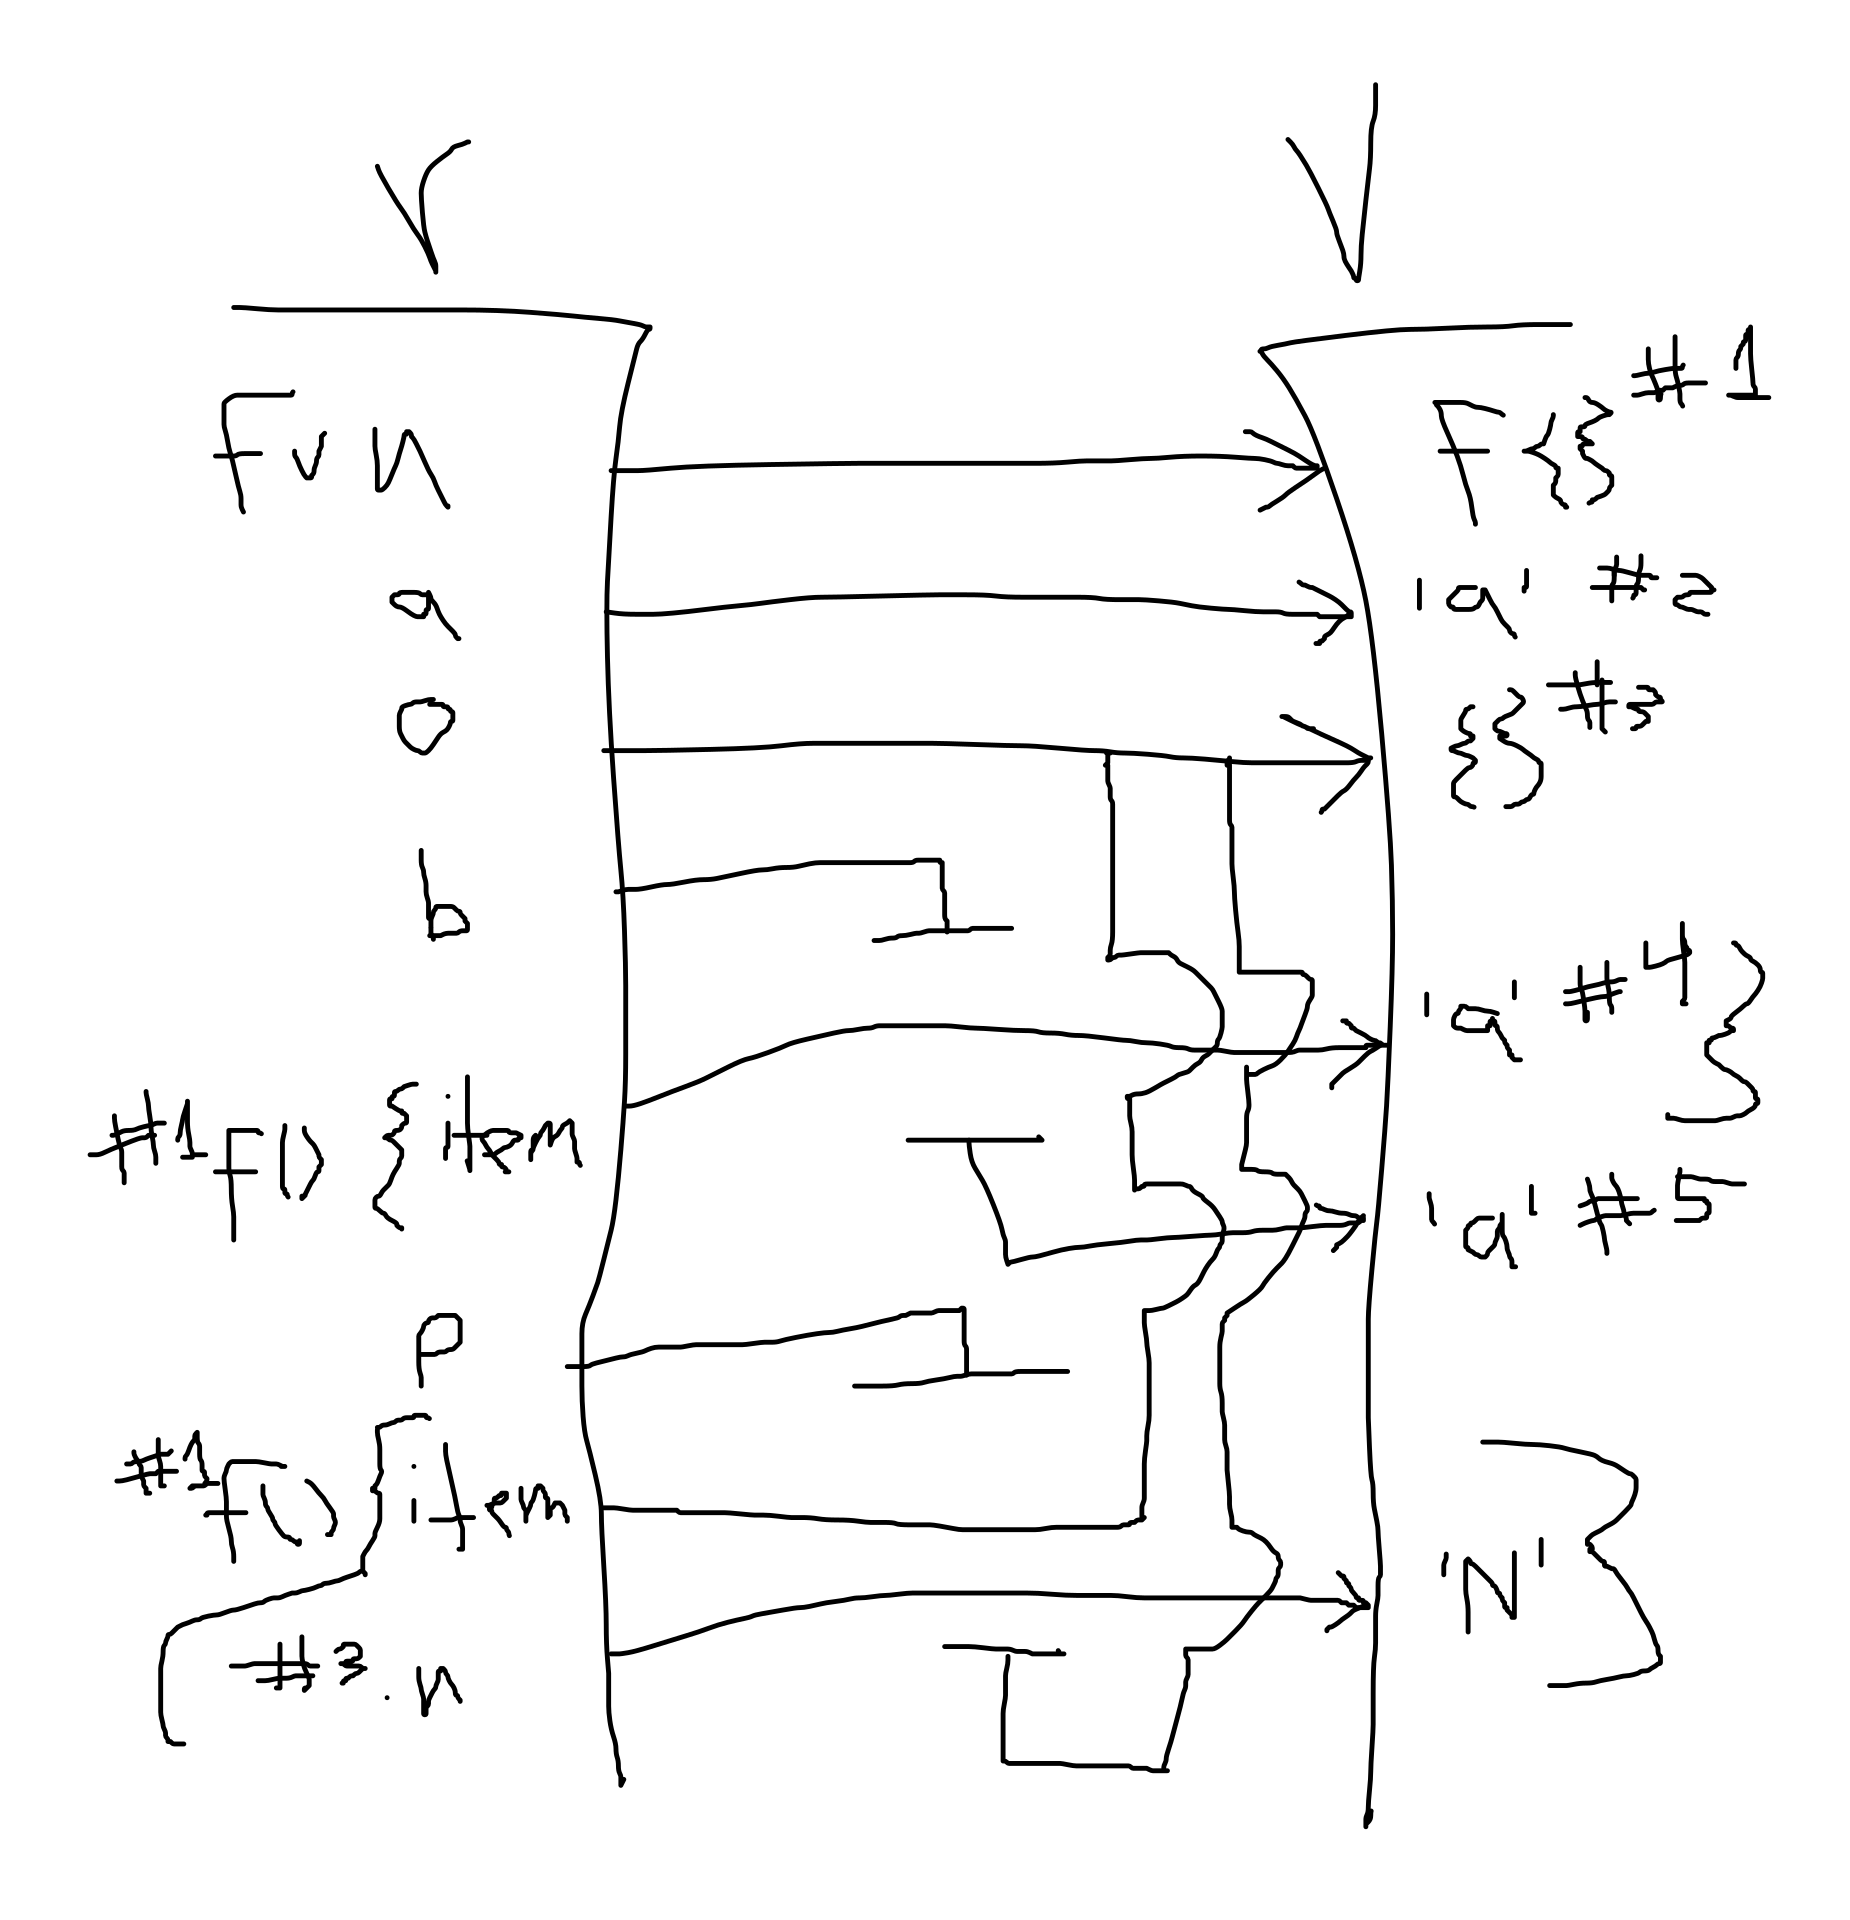 V V
Fun F{} #1
a 'a' #2
o {} #3
b
'a' #4 }
#1 F() { item
'a' #5
P
#1 F() { item
'N' }
[ #3.n